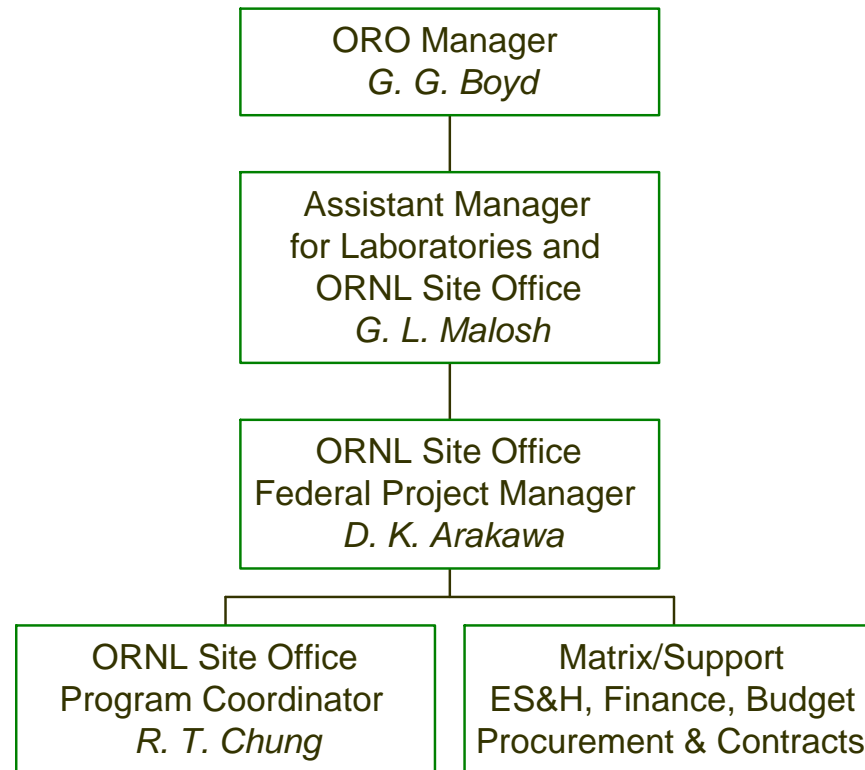 ORO Manager
G. G. Boyd
Assistant Manager
for Laboratories and
ORNL Site Office
G. L. Malosh
ORNL Site Office
Federal Project Manager
D. K. Arakawa
ORNL Site Office
Program Coordinator
R. T. Chung
Matrix/Support
ES&H, Finance, Budget
Procurement & Contracts